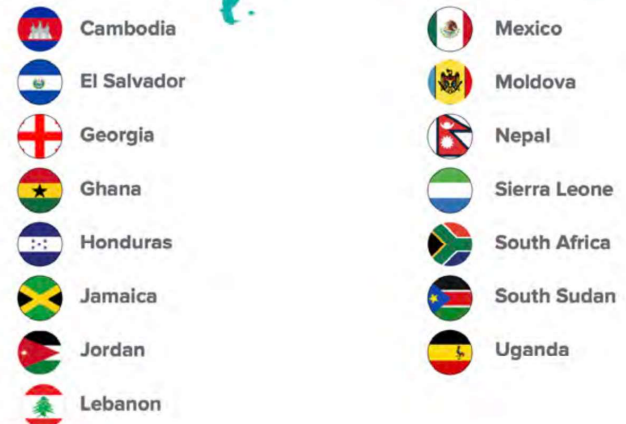 Cambodia
El Salvador
Georgia
Ghana
Honduras
Jamaica
Jordan
Lebanon
Mexico
Moldova
Nepal
Sierra Leone
South Africa
South Sudan
Uganda